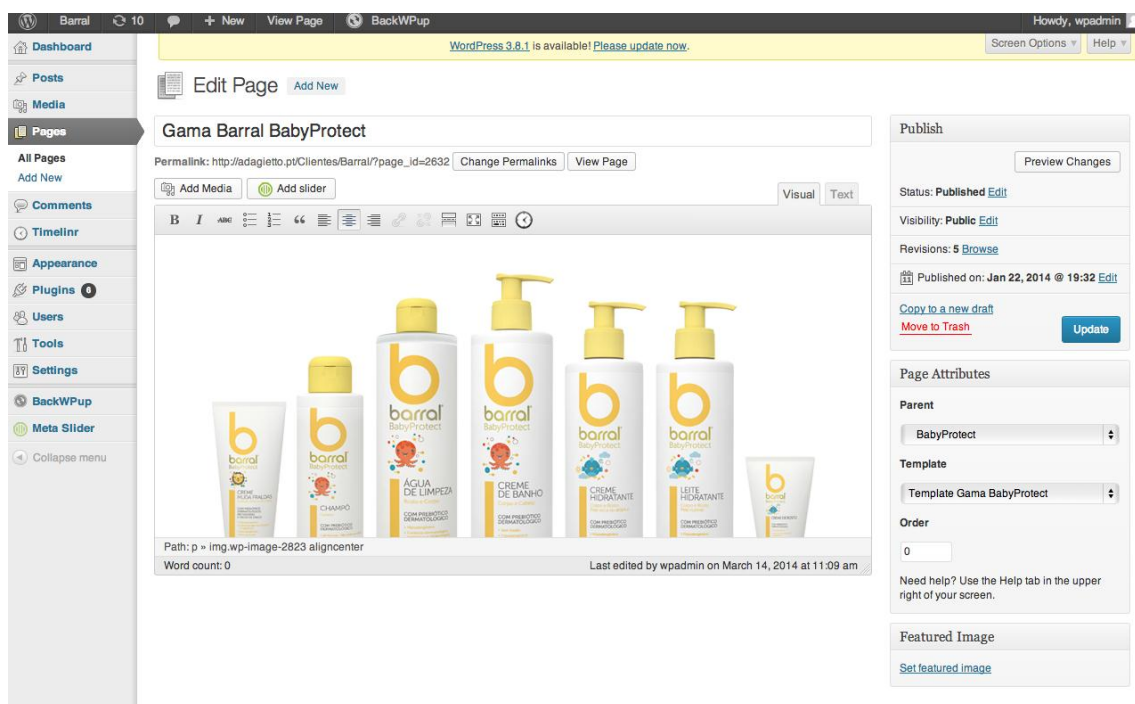 Barral 10 + New View Page BackWPup Howdy, wpadmin
WordPress 3.8.1 is available! Please update now.
Screen Options Help
Dashboard
Posts
Media
Pages
All Pages
Add New
Comments
Timelinr
Appearance
Plugins 6
Users
Tools
Settings
BackWPup
Meta Slider
Collapse menu
Edit Page Add New
Gama Barral BabyProtect
Permalink: http://adagietto.pt/Clientes/Barral/?page_id=2632 Change Permalinks View Page
Add Media Add slider
Visual Text
B I ABC
b
barral
BabyProtect
b
barral
BabyProtect
CHAMPÔ
b
barral
BabyProtect
ÁGUA
DE LIMPEZA
COM PREBIÓTICO
DERMATOLÓGICO
b
barral
BabyProtect
CREME
DE BANHO
COM PREBIÓTICO
DERMATOLÓGICO
b
barral
BabyProtect
CREME
HIDRATANTE
COM PREBIÓTICO
DERMATOLÓGICO
b
barral
BabyProtect
LEITE
HIDRATANTE
COM PREBIÓTICO
DERMATOLÓGICO
b
barral
Path: p » img.wp-image-2823 aligncenter
Word count: 0
Last edited by wpadmin on March 14, 2014 at 11:09 am
Publish
Preview Changes
Status: Published Edit
Visibility: Public Edit
Revisions: 5 Browse
Published on: Jan 22, 2014 @ 19:32 Edit
Copy to a new draft
Move to Trash
Update
Page Attributes
Parent
BabyProtect
Template
Template Gama BabyProtect
Order
0
Need help? Use the Help tab in the upper
right of your screen.
Featured Image
Set featured image